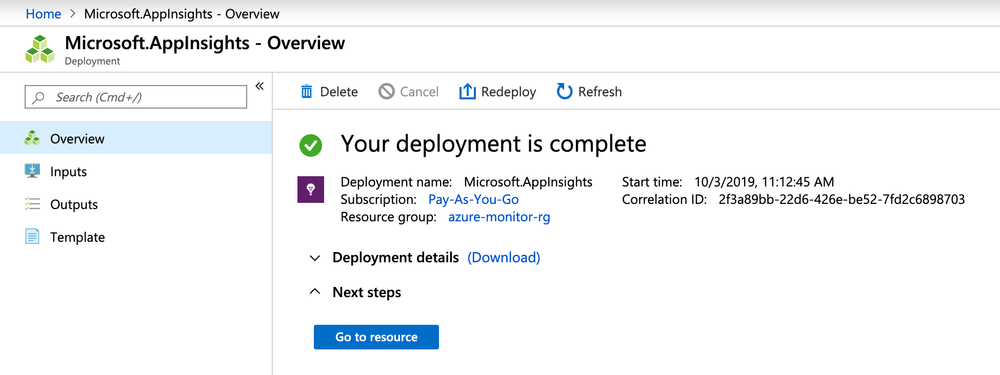 Home > Microsoft.AppInsights - Overview
Microsoft.AppInsights - Overview
Deployment
Search (Cmd+/)
«
Overview
Inputs
Outputs
Template
Delete Cancel Redeploy Refresh
Your deployment is complete
Deployment name: Microsoft.AppInsights
Subscription: Pay-As-You-Go
Resource group: azure-monitor-rg
Start time: 10/3/2019, 11:12:45 AM
Correlation ID: 2f3a89bb-22d6-426e-be52-7fd2c6898703
Deployment details (Download)
Next steps
Go to resource